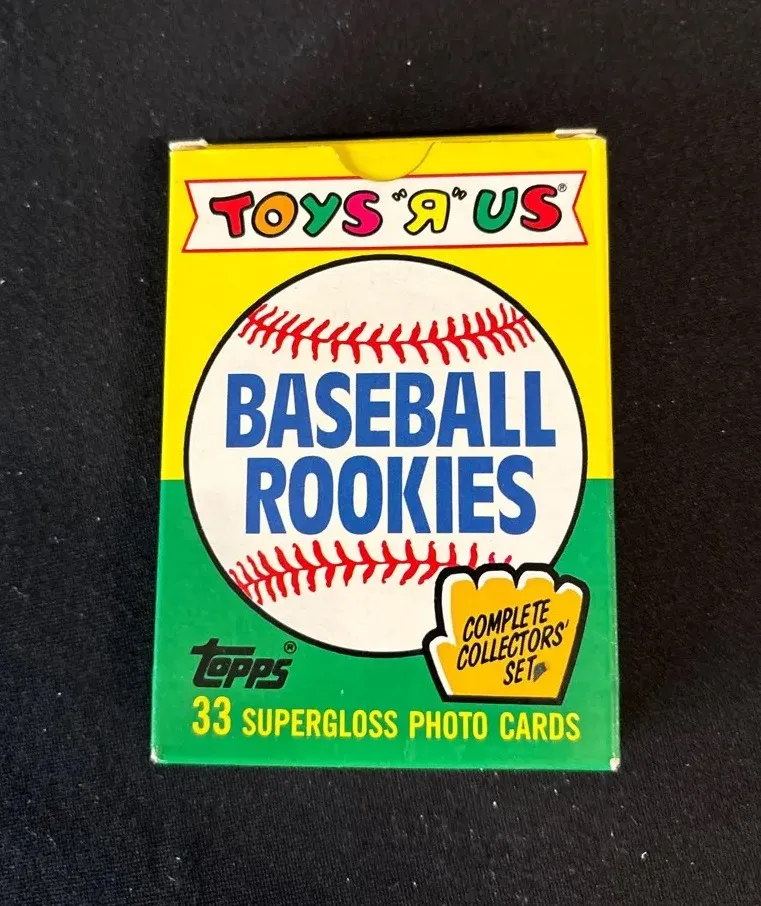 TOYS "Я" US®
BASEBALL
ROOKIES
COMPLETE
COLLECTORS'
SET
Topps®
33 SUPERGLOSS PHOTO CARDS